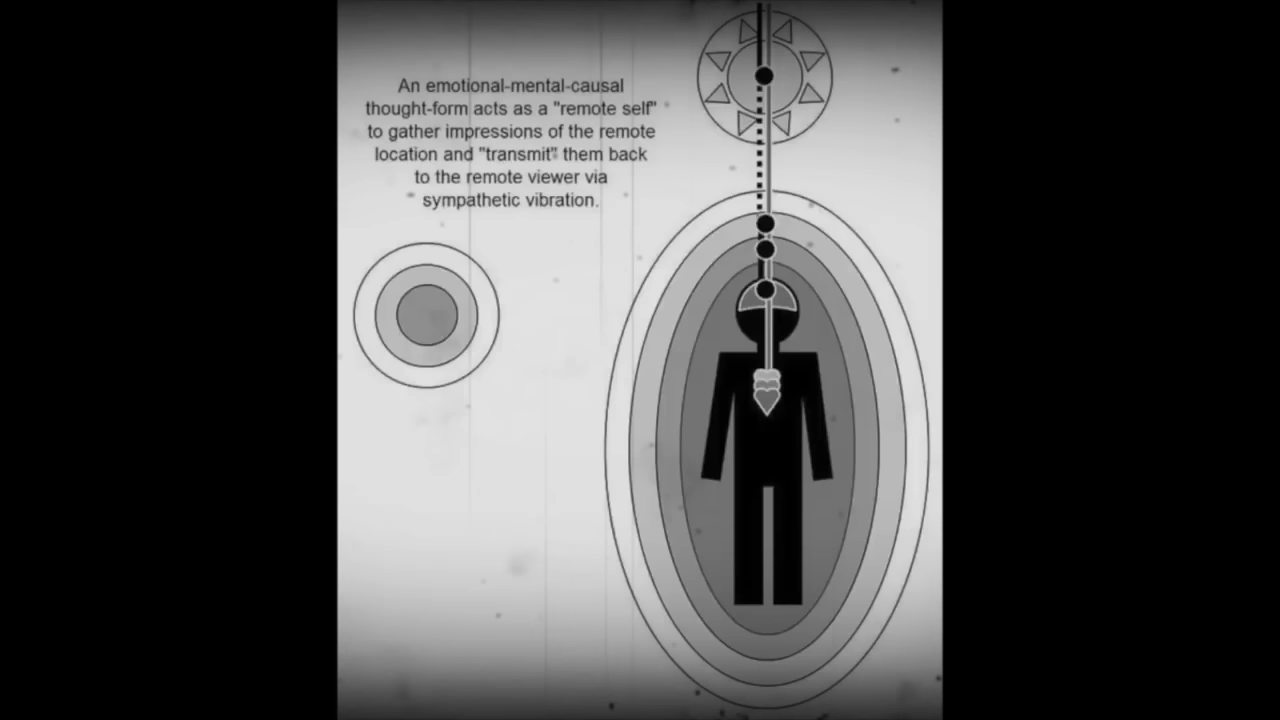 An emotional-mental-causal
thought-form acts as a "remote self"
to gather impressions of the remote
location and "transmit" them back
to the remote viewer via
sympathetic vibration.